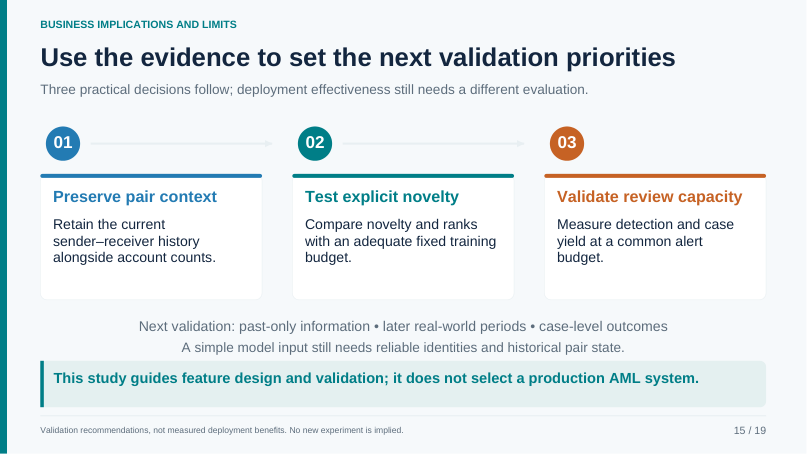 BUSINESS IMPLICATIONS AND LIMITS
Use the evidence to set the next validation priorities
Three practical decisions follow; deployment effectiveness still needs a different evaluation.
01
02
03
Preserve pair context
Retain the current
sender–receiver history
alongside account counts.
Test explicit novelty
Compare novelty and ranks
with an adequate fixed training
budget.
Validate review capacity
Measure detection and case
yield at a common alert
budget.
Next validation: past-only information • later real-world periods • case-level outcomes
A simple model input still needs reliable identities and historical pair state.
This study guides feature design and validation; it does not select a production AML system.
Validation recommendations, not measured deployment benefits. No new experiment is implied.
15 / 19